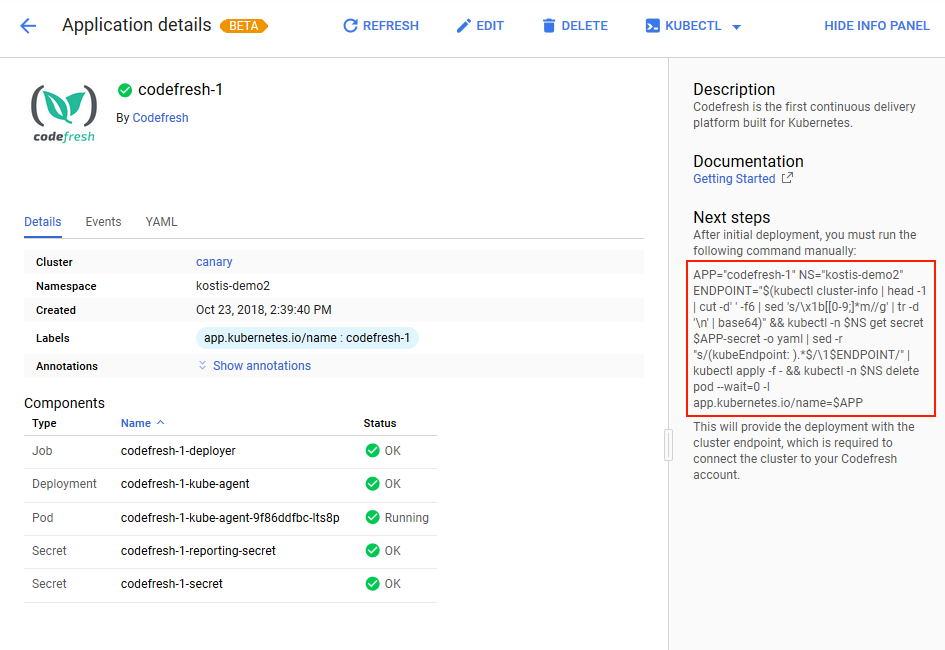 Application details BETA REFRESH EDIT DELETE KUBECTL HIDE INFO PANEL
codefresh
codefresh-1
By Codefresh
Details Events YAML
Cluster canary
Namespace kostis-demo2
Created Oct 23, 2018, 2:39:40 PM
Labels app.kubernetes.io/name : codefresh-1
Annotations Show annotations
Components
Type Name Status
Job codefresh-1-deployer OK
Deployment codefresh-1-kube-agent OK
Pod codefresh-1-kube-agent-9f86ddfbc-lts8p Running
Secret codefresh-1-reporting-secret OK
Secret codefresh-1-secret OK
Description
Codefresh is the first continuous delivery
platform built for Kubernetes.
Documentation
Getting Started
Next steps
After initial deployment, you must run the
following command manually:
APP="codefresh-1" NS="kostis-demo2"
ENDPOINT="$(kubectl cluster-info | head -1
| cut -d' ' -f6 | sed 's/\x1b[[0-9;]*m//g' | tr -d
'\n' | base64)" && kubectl -n $NS get secret
$APP-secret -o yaml | sed -r
"s/(kubeEndpoint: ).*$/\1$ENDPOINT/" |
kubectl apply -f - && kubectl -n $NS delete
pod --wait=0 -l
app.kubernetes.io/name=$APP
This will provide the deployment with the
cluster endpoint, which is required to
connect the cluster to your Codefresh
account.